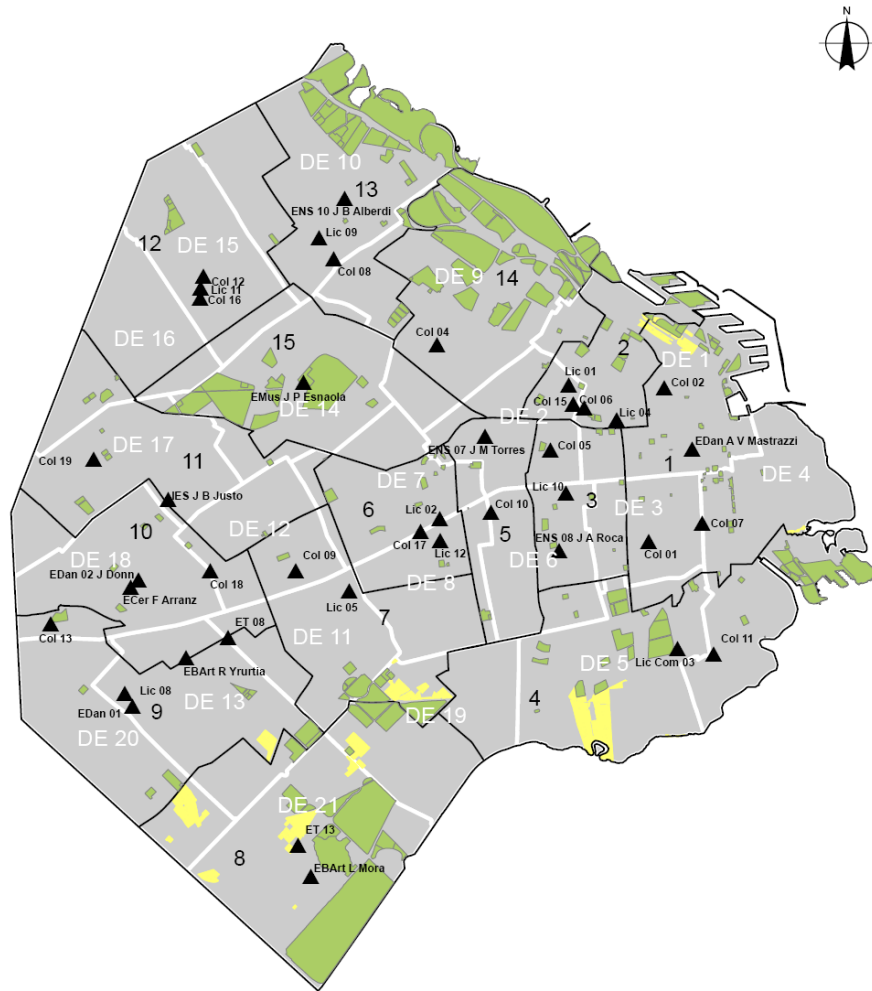 N
DE 10
13
ENS 10 J B Alberdi
12
DE 15
Lic 09
Col 08
DE 9
14
Col 12
Lic 11
Col 16
DE 16
15
Col 04
2
DE 1
EMus J P Esnaola
DE 14
Lic 01
Col 02
Col 15
Col 06
DE 2
Lic 04
DE 17
Col 19
11
ENS 07 J M Torres
Col 05
EDan A V Mastrazzi
1
DE 4
DE 7
IES J B Justo
6
Lic 10
3
DE 3
Lic 02
Col 10
5
10
DE 12
Col 17
Lic 12
ENS 08 J A Roca
DE 6
Col 01
Col 07
DE 18
EDan 02 J Donn
ECer F Arranz
Col 18
Col 09
DE 8
Lic 05
7
Col 13
ET 08
DE 11
EBArt R Yrurtia
DE 5
Lic Com 03
Col 11
Lic 08
EDan 01
9
DE 13
4
DE 20
DE 19
DE 21
ET 13
8
EBArt L Mora